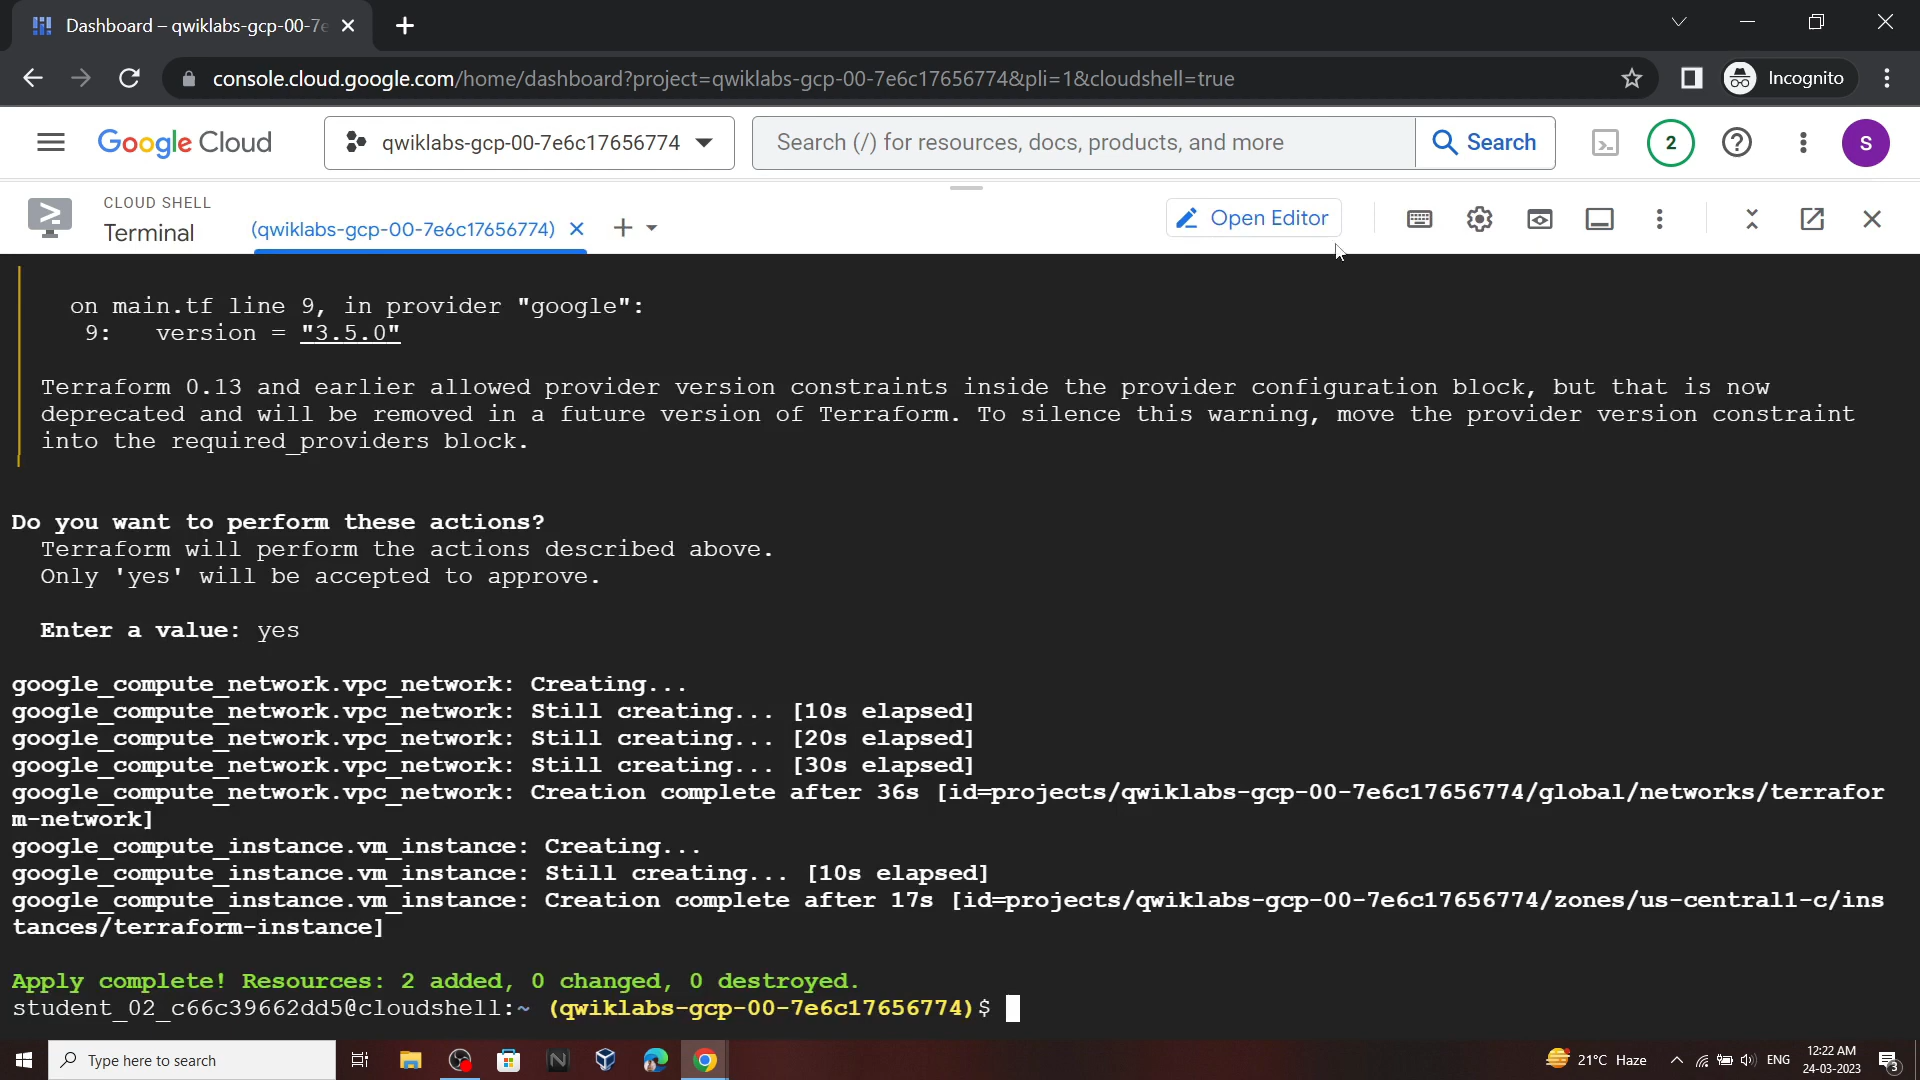 Dashboard – qwiklabs-gcp-00-7e
console.cloud.google.com/home/dashboard?project=qwiklabs-gcp-00-7e6c17656774&pli=1&cloudshell=true
Incognito
Google Cloud
qwiklabs-gcp-00-7e6c17656774
Search (/) for resources, docs, products, and more
Search
2
S
CLOUD SHELL
Terminal
(qwiklabs-gcp-00-7e6c17656774)
Open Editor
on main.tf line 9, in provider "google":
9: version = "3.5.0"
Terraform 0.13 and earlier allowed provider version constraints inside the provider configuration block, but that is now
deprecated and will be removed in a future version of Terraform. To silence this warning, move the provider version constraint
into the required_providers block.
Do you want to perform these actions?
Terraform will perform the actions described above.
Only 'yes' will be accepted to approve.
Enter a value: yes
google_compute_network.vpc_network: Creating...
google_compute_network.vpc_network: Still creating... [10s elapsed]
google_compute_network.vpc_network: Still creating... [20s elapsed]
google_compute_network.vpc_network: Still creating... [30s elapsed]
google_compute_network.vpc_network: Creation complete after 36s [id=projects/qwiklabs-gcp-00-7e6c17656774/global/networks/terrafor
m-network]
google_compute_instance.vm_instance: Creating...
google_compute_instance.vm_instance: Still creating... [10s elapsed]
google_compute_instance.vm_instance: Creation complete after 17s [id=projects/qwiklabs-gcp-00-7e6c17656774/zones/us-central1-c/ins
tances/terraform-instance]
Apply complete! Resources: 2 added, 0 changed, 0 destroyed.
student_02_c66c39662dd5@cloudshell:~ (qwiklabs-gcp-00-7e6c17656774)$
Type here to search
21°C Haze
ENG
12:22 AM
24-03-2023
3